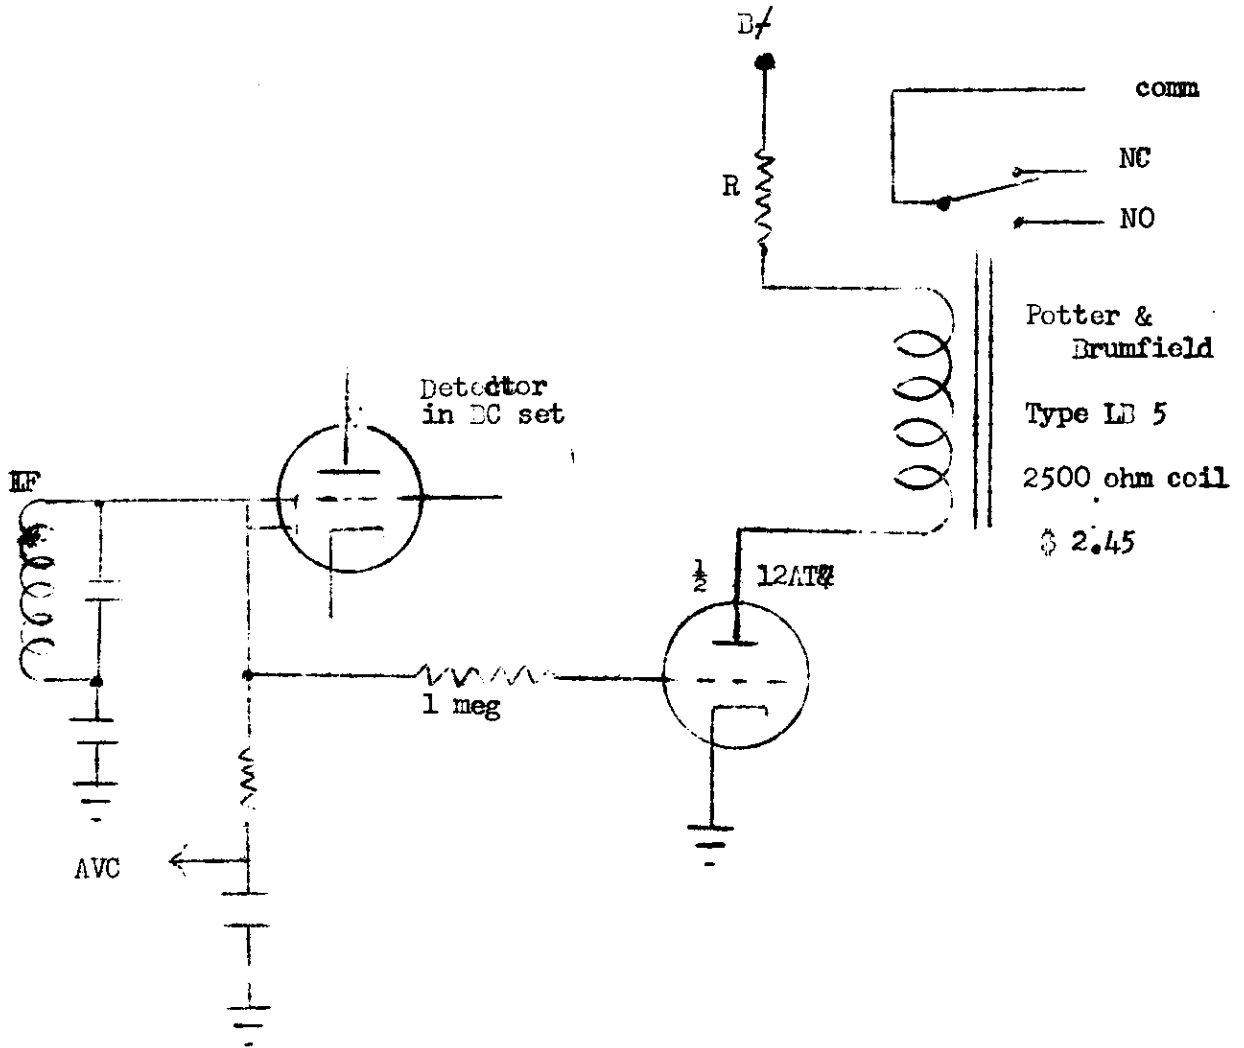 B+
comm
NC
R
NO
Potter &
Brumfield
Detector
in BC set
Type LB 5
IF
2500 ohm coil
$ 2.45
½
1 meg
AVC